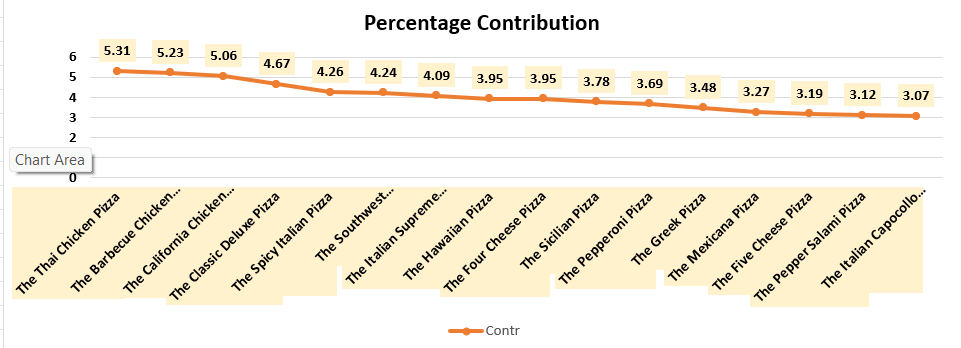 Percentage Contribution
5.31 5.23 5.06 4.67 4.26 4.24 4.09 3.95 3.95 3.78 3.69 3.48 3.27 3.19 3.12 3.07
6
5
4
3
2
Chart Area
0
The Thai Chicken Pizza
The Barbecue Chicken...
The California Chicken...
The Classic Deluxe Pizza
The Spicy Italian Pizza
The Southwest...
The Italian Supreme...
The Hawaiian Pizza
The Four Cheese Pizza
The Sicilian Pizza
The Pepperoni Pizza
The Greek Pizza
The Mexicana Pizza
The Five Cheese Pizza
The Pepper Salami Pizza
The Italian Capocollo...
Contr